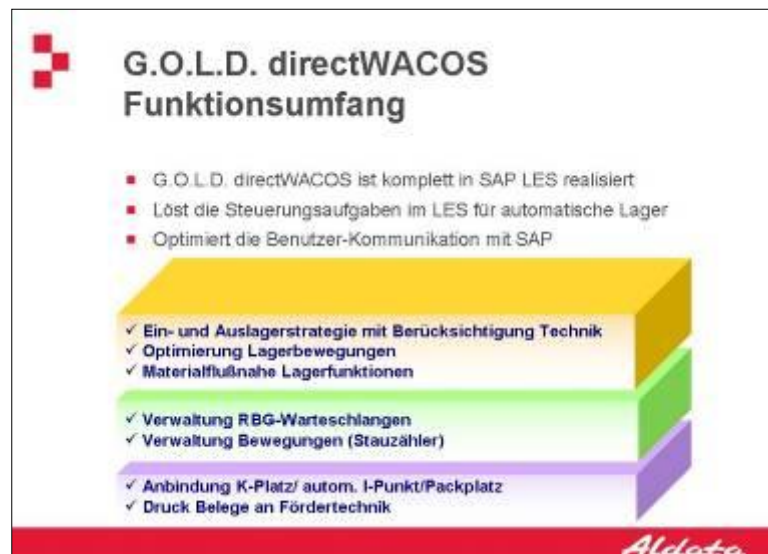 G.O.L.D. directWACOS
Funktionsumfang
G.O.L.D. directWACOS ist komplett in SAP LES realisiert
Löst die Steuerungsaufgaben im LES für automatische Lager
Optimiert die Benutzer-Kommunikation mit SAP
✓ Ein- und Auslagerstrategie mit Berücksichtigung Technik
✓ Optimierung Lagerbewegungen
✓ Materialflußnahe Lagerfunktionen
✓ Verwaltung RBG-Warteschlangen
✓ Verwaltung Bewegungen (Stauzähler)
✓ Anbindung K-Platz/ autom. I-Punkt/Packplatz
✓ Druck Belege an Fördertechnik
Aldata